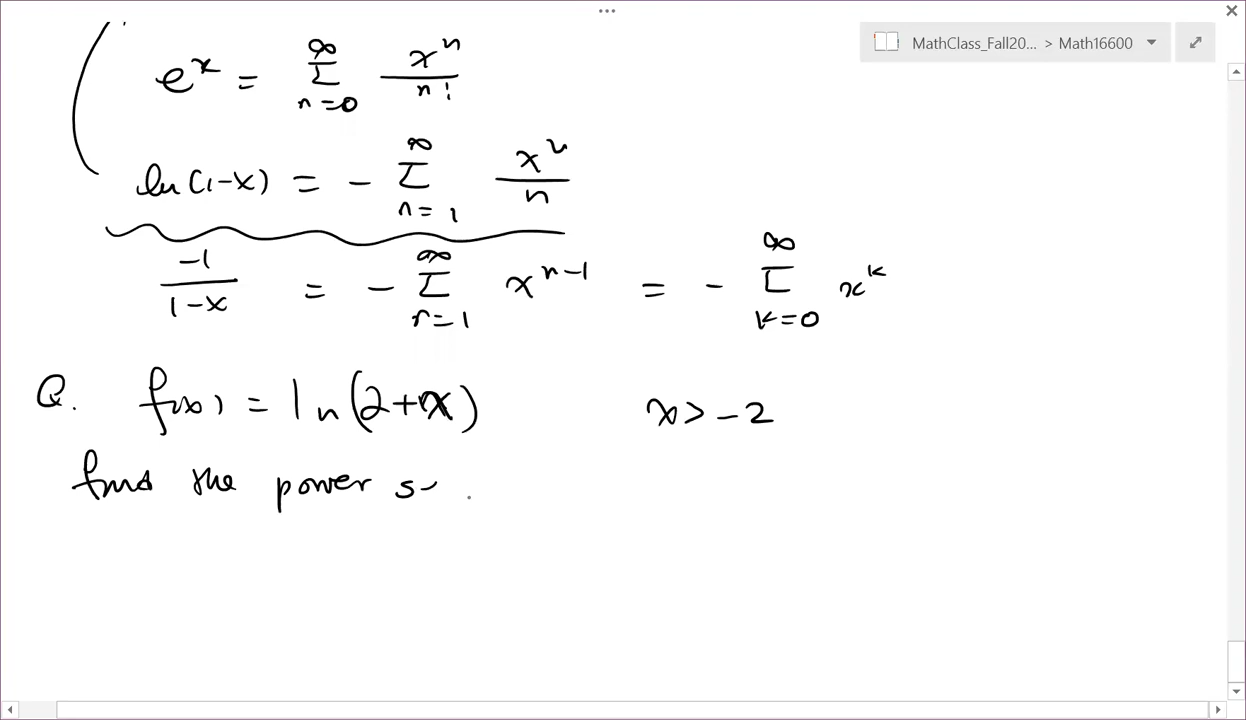 MathClass_Fall20... > Math16600
e^x = Σ_{n=0}^{∞} x^n / n!
ln(1-x) = - Σ_{n=1}^{∞} x^n / n
-1 / (1-x) = - Σ_{n=1}^{∞} x^{n-1} = - Σ_{k=0}^{∞} x^k
Q. f(x) = ln(2+x) x > -2
find the power s